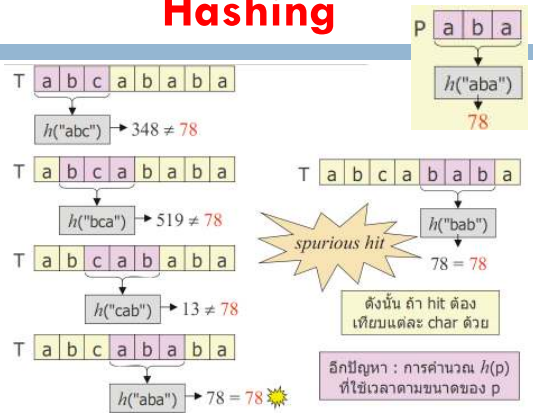 Hashing
P a b a
h("aba")
78
T a b c a b a b a
h("abc") 348 ≠ 78
T a b c a b a b a
h("bca") 519 ≠ 78
T a b c a b a b a
h("cab") 13 ≠ 78
T a b c a b a b a
h("aba") 78 = 78
T a b c a b a b a
h("bab")
78 = 78
spurious hit
ดังนั้น ถ้า hit ต้อง
เทียบแต่ละ char ด้วย
อีกปัญหา : การคำนวณ h(p)
ที่ใช้เวลาตามขนาดของ p